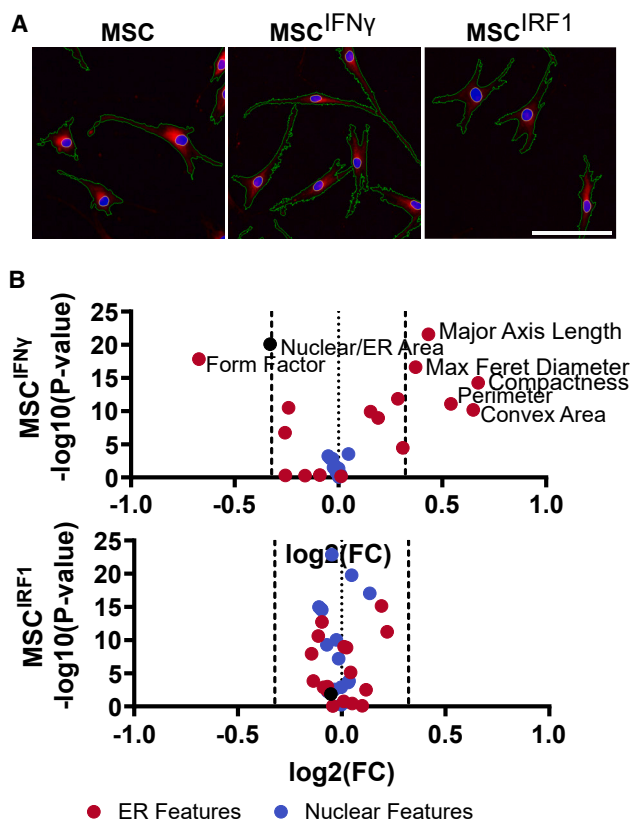 A
MSC
MSC^IFNγ
MSC^IRF1
B
MSC^IFNγ
-log10(P-value)
25
20
15
10
5
0
-1.0
-0.5
0.0
0.5
1.0
Major Axis Length
Nuclear/ER Area
Form Factor
Max Feret Diameter
Compactness
Perimeter
Convex Area
log2(FC)
MSC^IRF1
-log10(P-value)
25
20
15
10
5
0
-1.0
-0.5
0.0
0.5
1.0
log2(FC)
ER Features
Nuclear Features